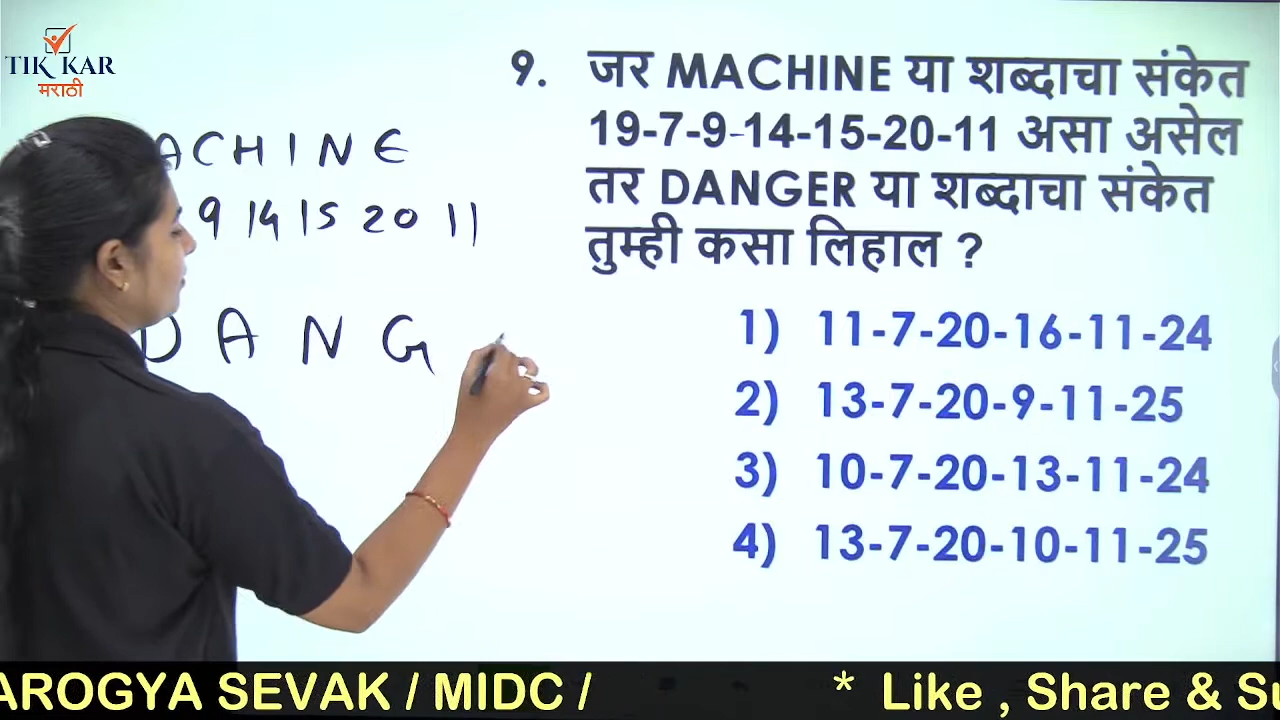 TIK KAR
मराठी
9. जर MACHINE या शब्दाचा संकेत
19-7-9-14-15-20-11 असा असेल
तर DANGER या शब्दाचा संकेत
तुम्ही कसा लिहाल ?
1) 11-7-20-16-11-24
2) 13-7-20-9-11-25
3) 10-7-20-13-11-24
4) 13-7-20-10-11-25
ACHINE
9 14 15 20 11
D A N G
AROGYA SEVAK / MIDC / * Like , Share & Su